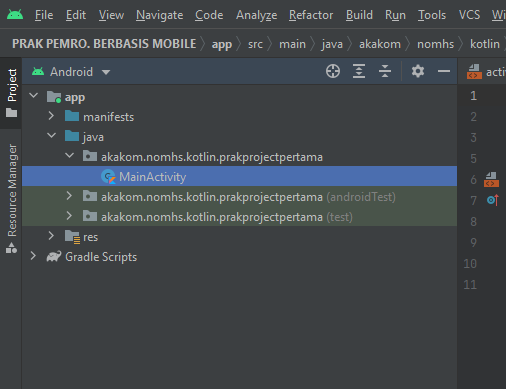 File Edit View Navigate Code Analyze Refactor Build Run Tools VCS Wi
PRAK PEMRO. BERBASIS MOBILE › app › src › main › java › akakom › nomhs › kotlin
Project
Resource Manager
Android
acti
app
manifests
java
akakom.nomhs.kotlin.prakprojectpertama
MainActivity
akakom.nomhs.kotlin.prakprojectpertama (androidTest)
akakom.nomhs.kotlin.prakprojectpertama (test)
res
Gradle Scripts
1
2
3
5
6
7
8
9
10
11